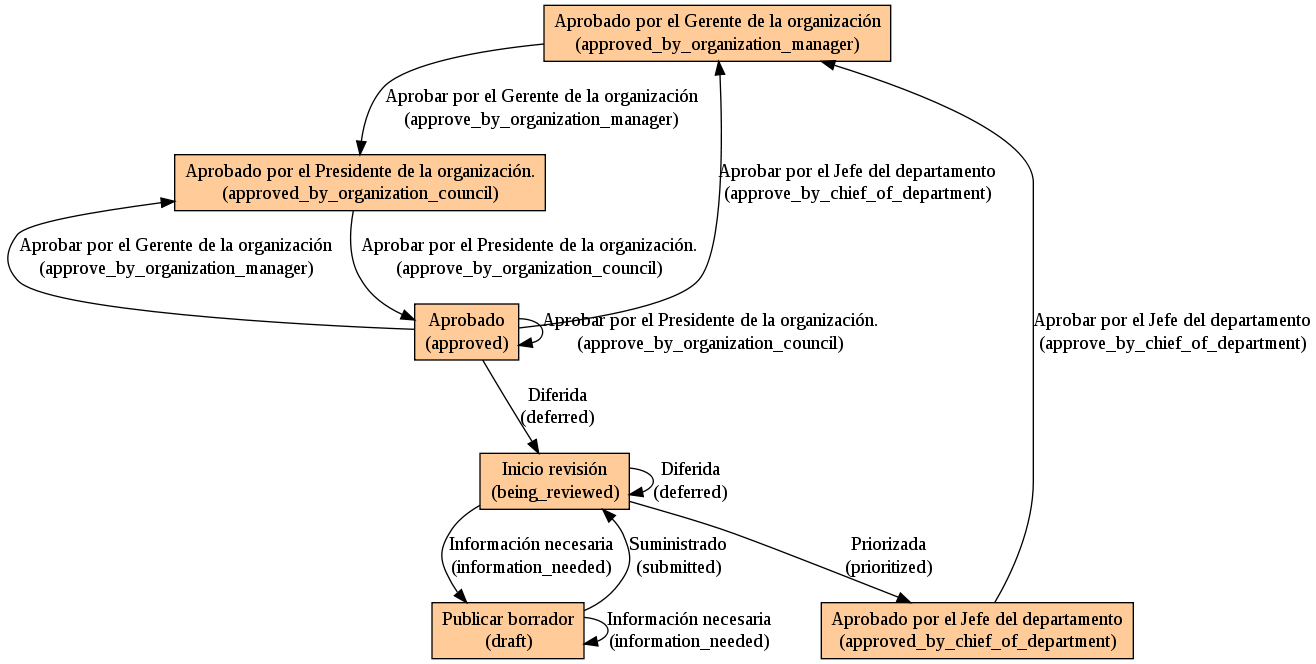 Aprobado por el Gerente de la organización
(approved_by_organization_manager)
Aprobar por el Gerente de la organización
(approve_by_organization_manager)
Aprobado por el Presidente de la organización.
(approved_by_organization_council)
Aprobar por el Jefe del departamento
(approve_by_chief_of_department)
Aprobar por el Gerente de la organización
(approve_by_organization_manager)
Aprobar por el Presidente de la organización.
(approve_by_organization_council)
Aprobado
(approved)
Aprobar por el Presidente de la organización.
(approve_by_organization_council)
Aprobar por el Jefe del departamento
(approve_by_chief_of_department)
Diferida
(deferred)
Inicio revisión
(being_reviewed)
Diferida
(deferred)
Información necesaria
(information_needed)
Suministrado
(submitted)
Priorizada
(prioritized)
Publicar borrador
(draft)
Información necesaria
(information_needed)
Aprobado por el Jefe del departamento
(approved_by_chief_of_department)